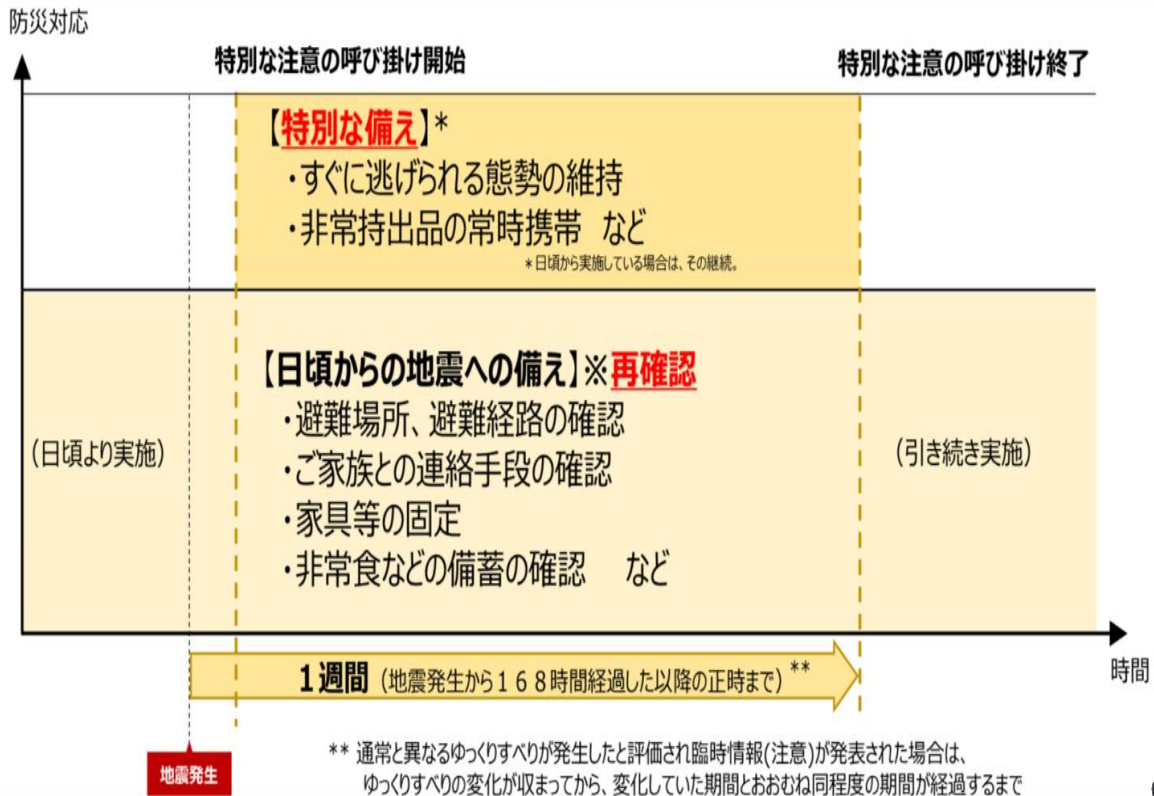 防災対応
特別な注意の呼び掛け開始
特別な注意の呼び掛け終了
【特別な備え】*
・すぐに逃げられる態勢の維持
・非常持出品の常時携帯 など
*日頃から実施している場合は、その継続。
(日頃より実施)
【日頃からの地震への備え】※再確認
・避難場所、避難経路の確認
・ご家族との連絡手段の確認
・家具等の固定
・非常食などの備蓄の確認 など
(引き続き実施)
1週間(地震発生から168時間経過した以降の正時まで)**
時間
地震発生
** 通常と異なるゆっくりすべりが発生したと評価され臨時情報(注意)が発表された場合は、
ゆっくりすべりの変化が収まってから、変化していた期間とおおむね同程度の期間が経過するまで